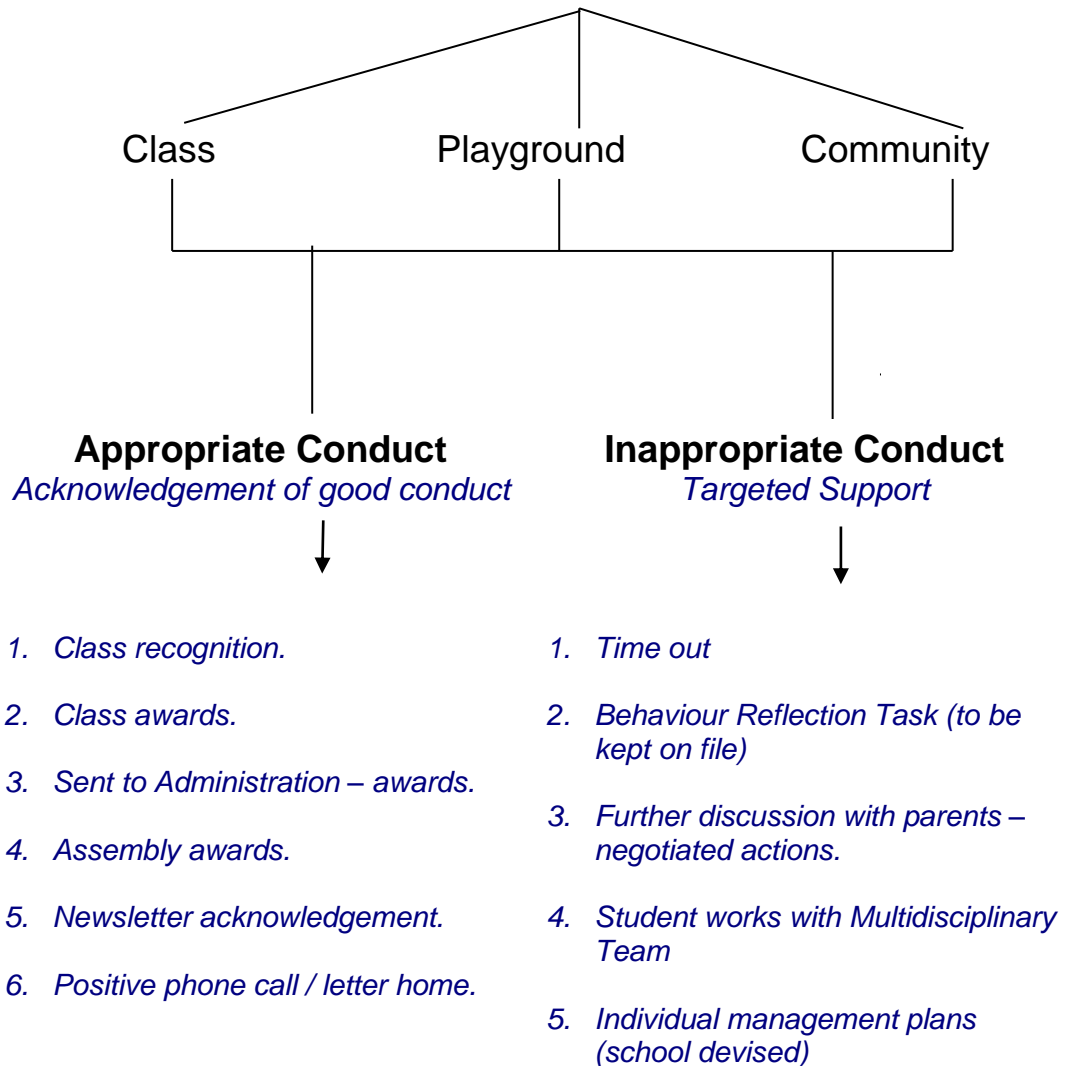 Class Playground Community
Appropriate Conduct
Acknowledgement of good conduct
1. Class recognition.
2. Class awards.
3. Sent to Administration – awards.
4. Assembly awards.
5. Newsletter acknowledgement.
6. Positive phone call / letter home.
Inappropriate Conduct
Targeted Support
1. Time out
2. Behaviour Reflection Task (to be
kept on file)
3. Further discussion with parents –
negotiated actions.
4. Student works with Multidisciplinary
Team
5. Individual management plans
(school devised)